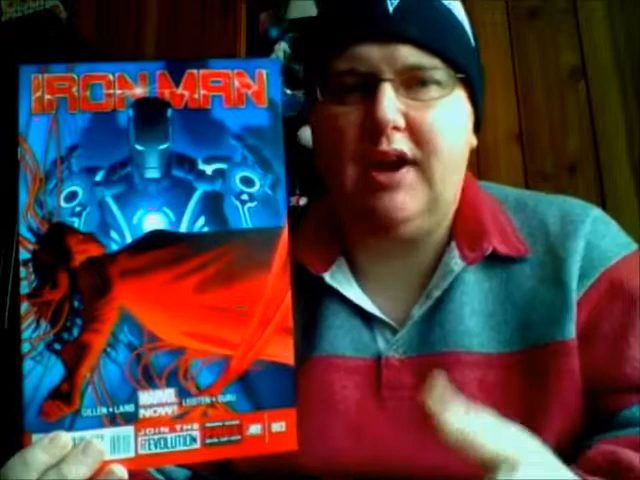 IRON MAN
GILLEN • LAND
MARVEL
NOW!
LEISTEN • GURU
JOIN THE
REVOLUTION
003